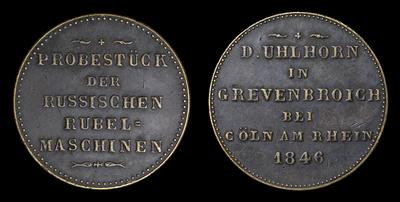 PROBESTÜCK
DER
RUSSISCHEN
RUBEL=
MASCHINEN
D. UHLHORN
IN
GREVENBROICH
BEI
CÖLN AM RHEIN.
1846